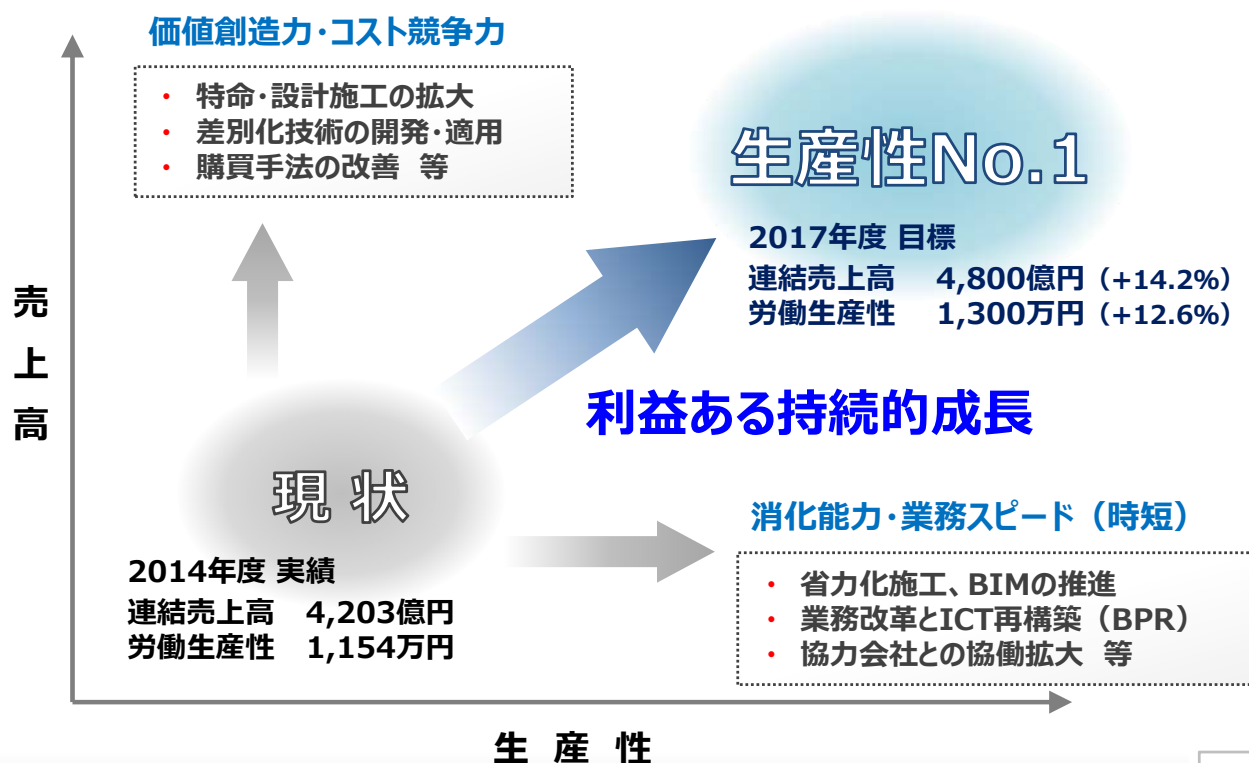 価値創造力・コスト競争力
・ 特命・設計施工の拡大
・ 差別化技術の開発・適用
・ 購買手法の改善 等
生産性No.1
2017年度 目標
連結売上高 4,800億円（+14.2%）
労働生産性 1,300万円（+12.6%）
売上高
利益ある持続的成長
現 状
2014年度 実績
連結売上高 4,203億円
労働生産性 1,154万円
消化能力・業務スピード（時短）
・ 省力化施工、BIMの推進
・ 業務改革とICT再構築（BPR）
・ 協力会社との協働拡大 等
生 産 性